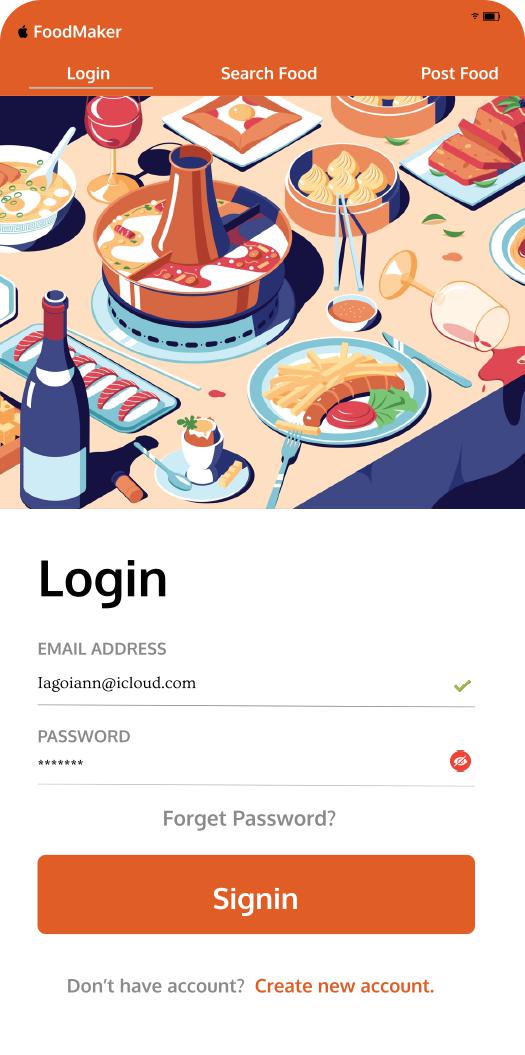 FoodMaker
Login Search Food Post Food
Login
EMAIL ADDRESS
Iagoiann@icloud.com
PASSWORD
*******
Forget Password?
Signin
Don't have account? Create new account.